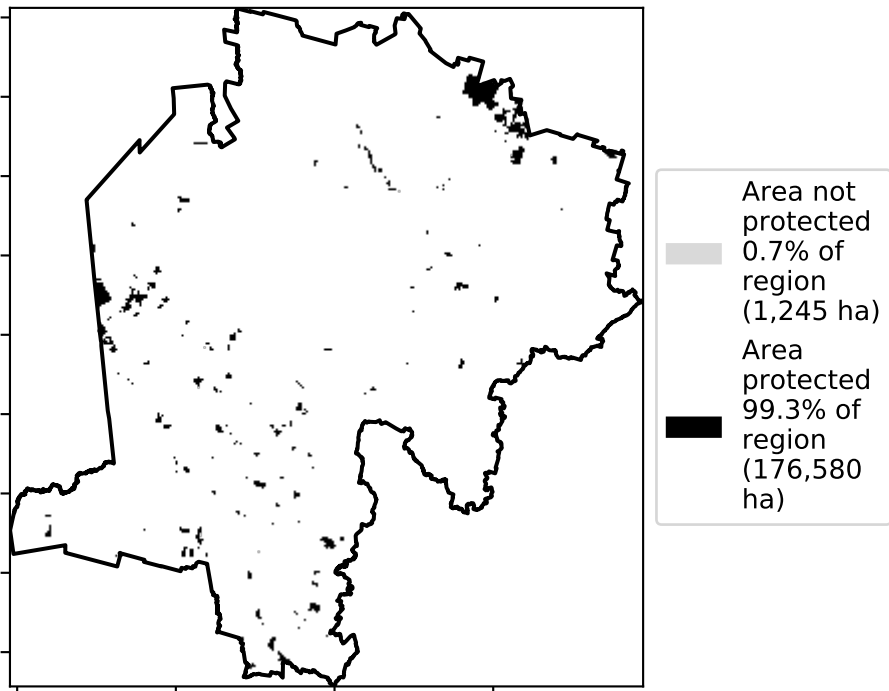 Area not
protected
0.7% of
region
(1,245 ha)
Area
protected
99.3% of
region
(176,580
ha)